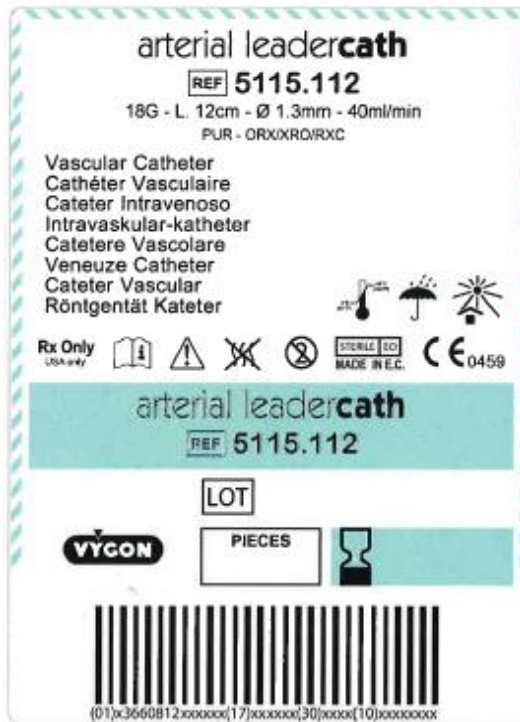 arterial leadercath
REF 5115.112
18G - L. 12cm - Ø 1.3mm - 40ml/min
PUR - ORX/XRO/RXC
Vascular Catheter
Cathéter Vasculaire
Cateter Intravenoso
Intravaskular-katheter
Catetere Vascolare
Veneuze Catheter
Cateter Vascular
Röntgentät Kateter
Rx Only
USA only
STERILE EO
MADE IN E.C.
CE 0459
arterial leadercath
REF 5115.112
LOT
VYGON
PIECES
(01)x3660812xxxxxx(17)xxxxxx(30)xxxx(10)xxxxxxxx